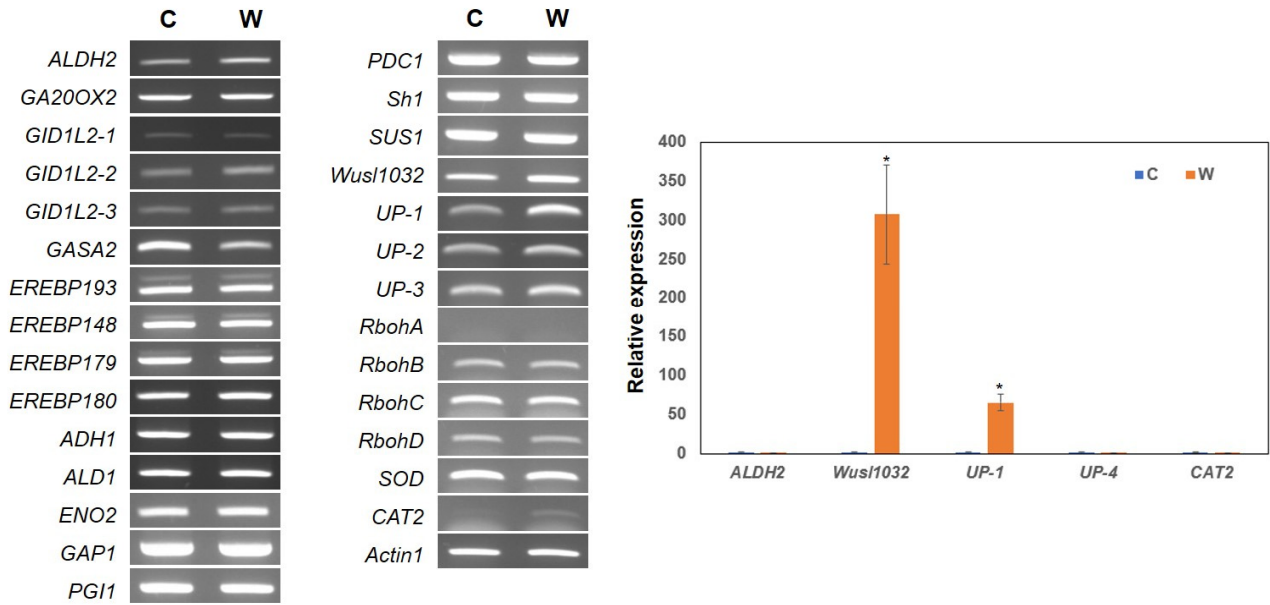 C W
ALDH2
GA20OX2
GID1L2-1
GID1L2-2
GID1L2-3
GASA2
EREBP193
EREBP148
EREBP179
EREBP180
ADH1
ALD1
ENO2
GAP1
PGI1
C W
PDC1
Sh1
SUS1
Wusl1032
UP-1
UP-2
UP-3
RbohA
RbohB
RbohC
RbohD
SOD
CAT2
Actin1
Relative expression
400
350
300
250
200
150
100
50
0
* *
C W
ALDH2 Wusl1032 UP-1 UP-4 CAT2